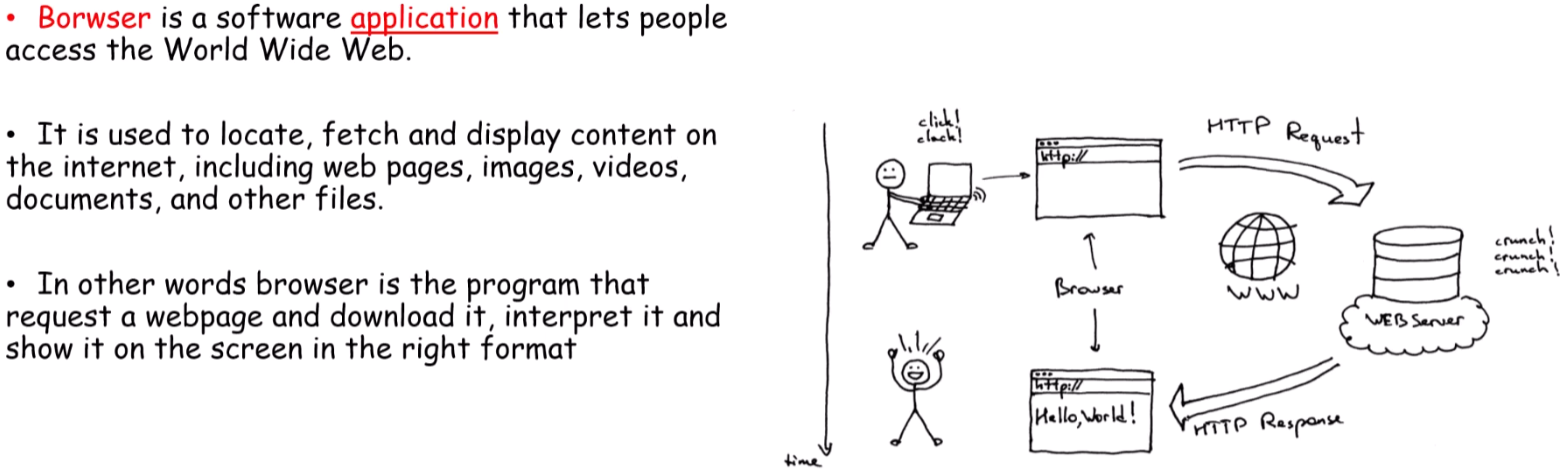 • Borwser is a software application that lets people
access the World Wide Web.
• It is used to locate, fetch and display content on
the internet, including web pages, images, videos,
documents, and other files.
• In other words browser is the program that
request a webpage and download it, interpret it and
show it on the screen in the right format
click!
clack!
http://
HTTP Request
Browser
WWW
crunch!
crunch!
crunch!
WEB Server
http://
Hello, World!
HTTP Response
time